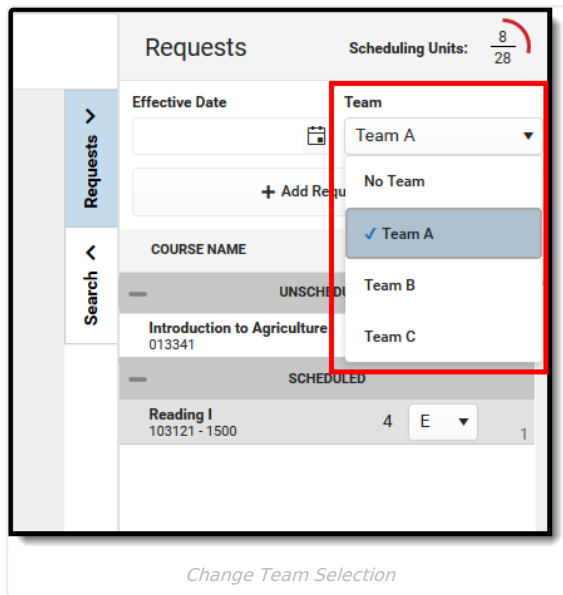 Requests
Scheduling Units:
8
28
Requests
Search
Effective Date
Team
Team A
+ Add Requ
No Team
✓ Team A
Team B
Team C
COURSE NAME
UNSCHEDU
Introduction to Agriculture
013341
SCHEDULED
Reading I
103121 - 1500
4
E
1
Change Team Selection